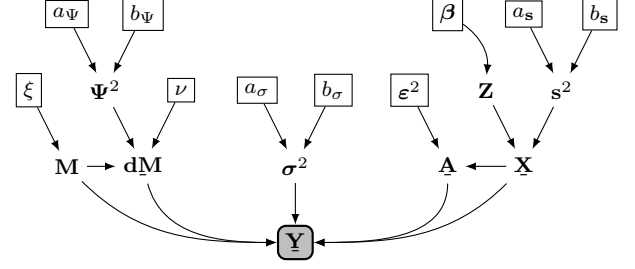 a_Ψ b_Ψ β a_s b_s
ξ Ψ² ν a_σ b_σ ε² Z s²
M dM̲ σ² A̲ X̲
Y̲